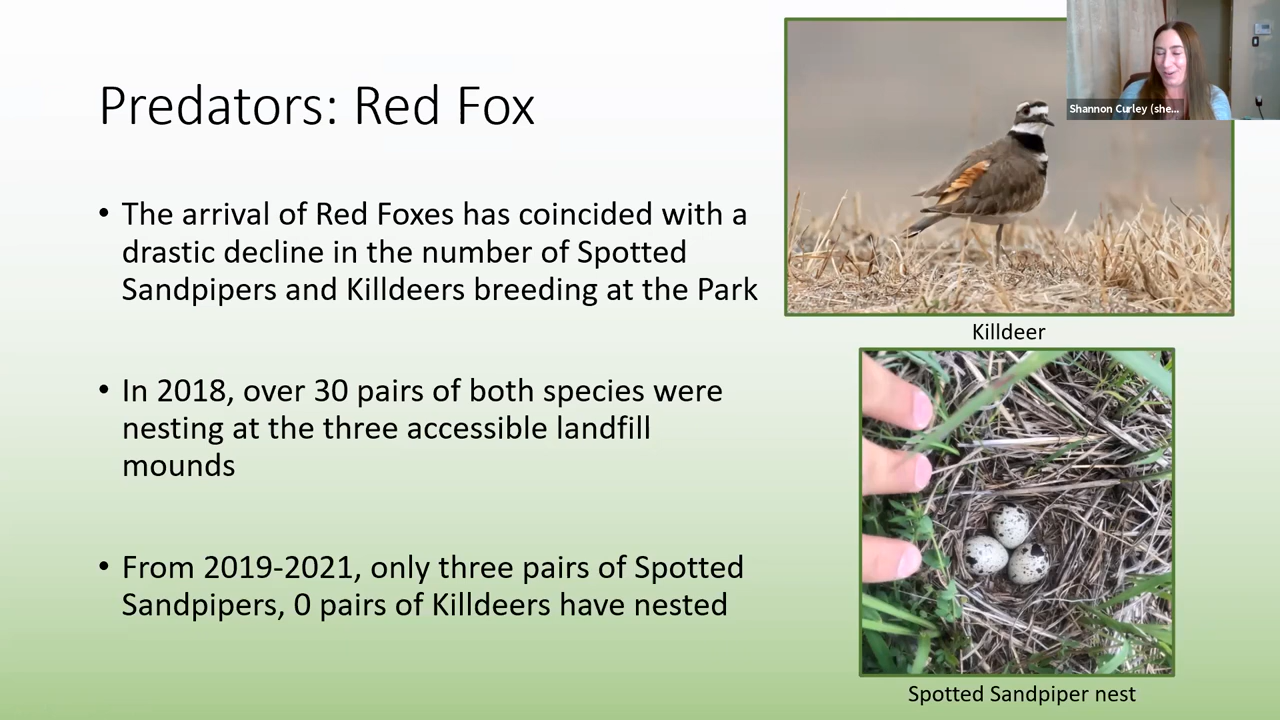 Predators: Red Fox
Shannon Curley (she...
• The arrival of Red Foxes has coincided with a
drastic decline in the number of Spotted
Sandpipers and Killdeers breeding at the Park
• In 2018, over 30 pairs of both species were
nesting at the three accessible landfill
mounds
• From 2019-2021, only three pairs of Spotted
Sandpipers, 0 pairs of Killdeers have nested
Killdeer
Spotted Sandpiper nest